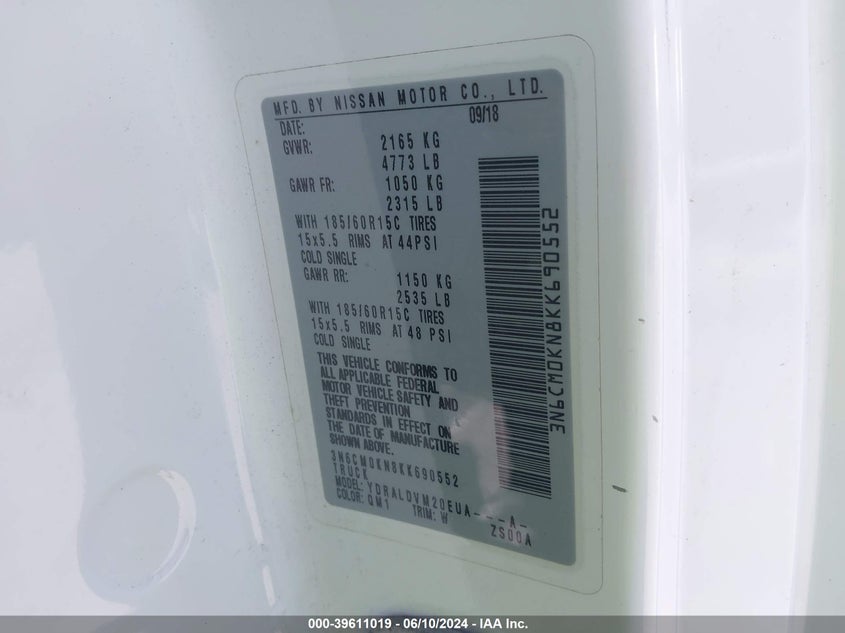 MFD. BY NISSAN MOTOR CO., LTD.
DATE: 09/18
GVWR: 2165 KG
4773 LB
GAWR FR: 1050 KG
2315 LB
WITH 185/60R15C TIRES
15x5.5 RIMS AT 44PSI
COLD SINGLE
GAWR RR: 1150 KG
2535 LB
WITH 185/60R15C TIRES
15x5.5 RIMS AT 48 PSI
COLD SINGLE
THIS VEHICLE CONFORMS TO
ALL APPLICABLE FEDERAL
MOTOR VEHICLE SAFETY AND
THEFT PREVENTION
STANDARDS IN EFFECT ON
THE DATE OF MANUFACTURE
SHOWN ABOVE.
3N6CM0KN8KK690552
TRUCK
MODEL: YDRALDVM20EUA---A-
COLOR: QM1 TRIM: W ZS00A
3N6CM0KN8KK690552
000-39611019 - 06/10/2024 - IAA Inc.